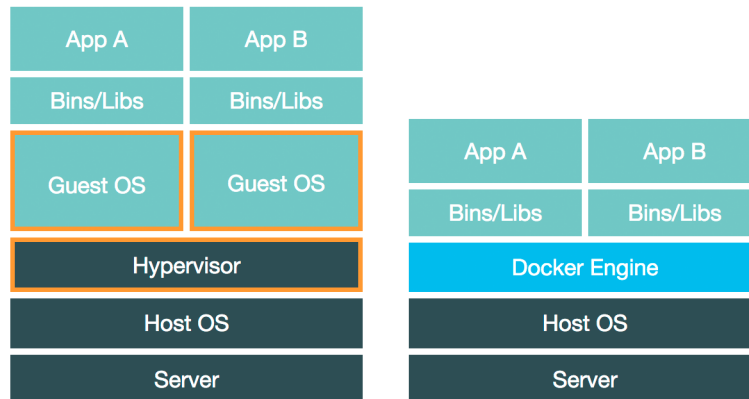 App A
App B
Bins/Libs
Bins/Libs
Guest OS
Guest OS
Hypervisor
Host OS
Server
App A
App B
Bins/Libs
Bins/Libs
Docker Engine
Host OS
Server